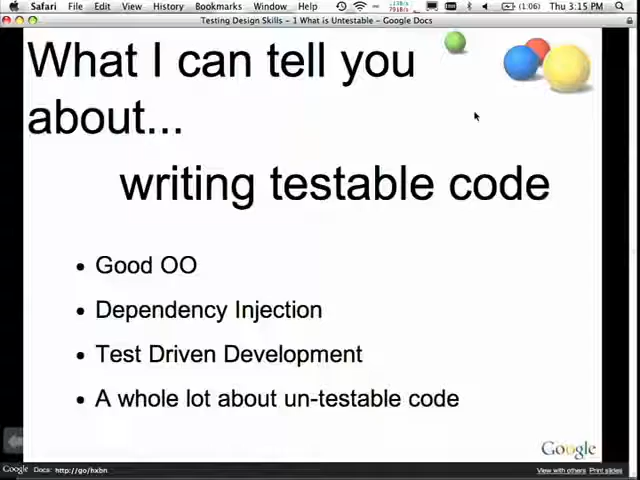 Safari File Edit View History Bookmarks Window Help (1:06) Thu 3:15 PM
Testing Design Skills – 1 What is Untestable – Google Docs
What I can tell you
about...
writing testable code
• Good OO
• Dependency Injection
• Test Driven Development
• A whole lot about un-testable code
Google
Google Docs: http://go/hxbn View with others Print slides